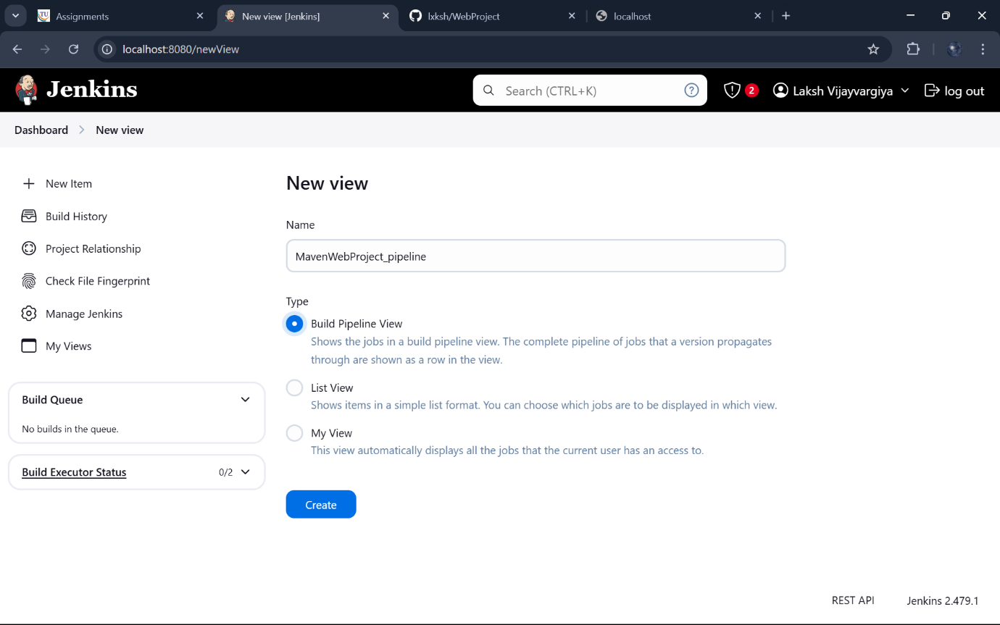 Assignments
New view [Jenkins]
lxksh/WebProject
localhost
localhost:8080/newView
Jenkins
Search (CTRL+K)
2
Laksh Vijayvargiya
log out
Dashboard
New view
New Item
Build History
Project Relationship
Check File Fingerprint
Manage Jenkins
My Views
Build Queue
No builds in the queue.
Build Executor Status
0/2
New view
Name
MavenWebProject_pipeline
Type
Build Pipeline View
Shows the jobs in a build pipeline view. The complete pipeline of jobs that a version propagates
through are shown as a row in the view.
List View
Shows items in a simple list format. You can choose which jobs are to be displayed in which view.
My View
This view automatically displays all the jobs that the current user has an access to.
Create
REST API
Jenkins 2.479.1